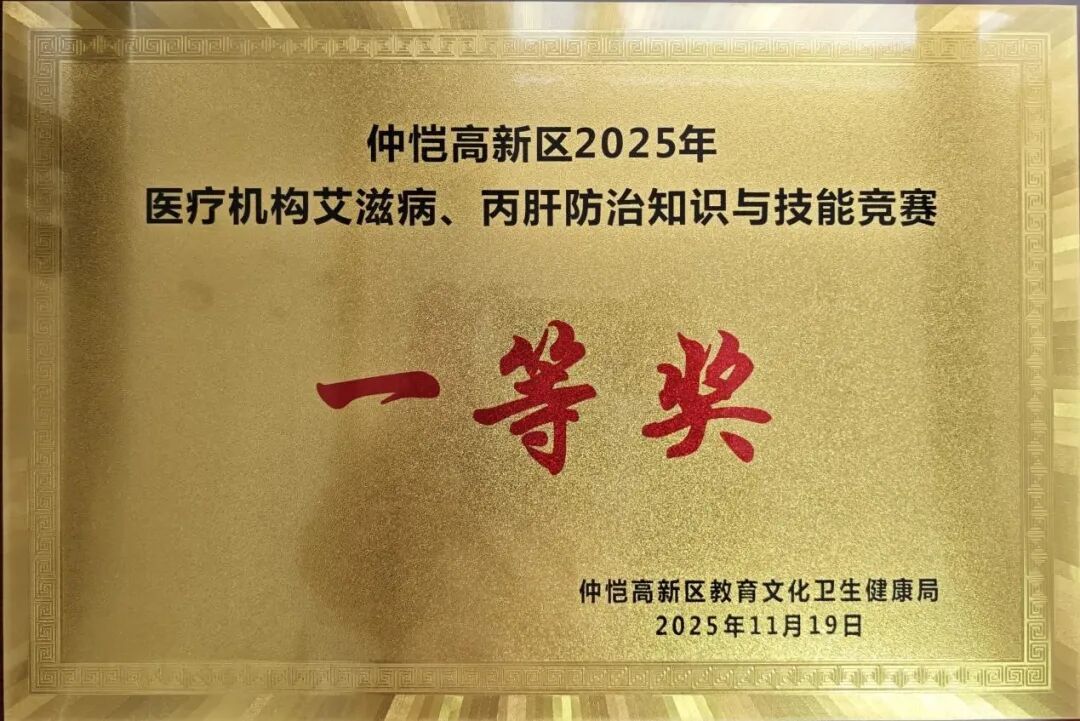 仲恺高新区2025年
医疗机构艾滋病、丙肝防治知识与技能竞赛
一等奖
仲恺高新区教育文化卫生健康局
2025年11月19日